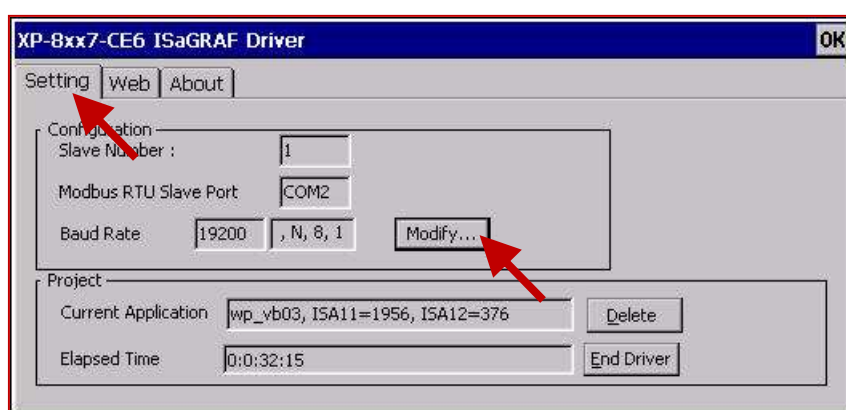 XP-8xx7-CE6 ISaGRAF Driver OK
Setting Web About
Configuration
Slave Number : 1
Modbus RTU Slave Port COM2
Baud Rate 19200 , N, 8, 1 Modify...
Project
Current Application wp_vb03, ISA11=1956, ISA12=376 Delete
Elapsed Time 0:0:32:15 End Driver